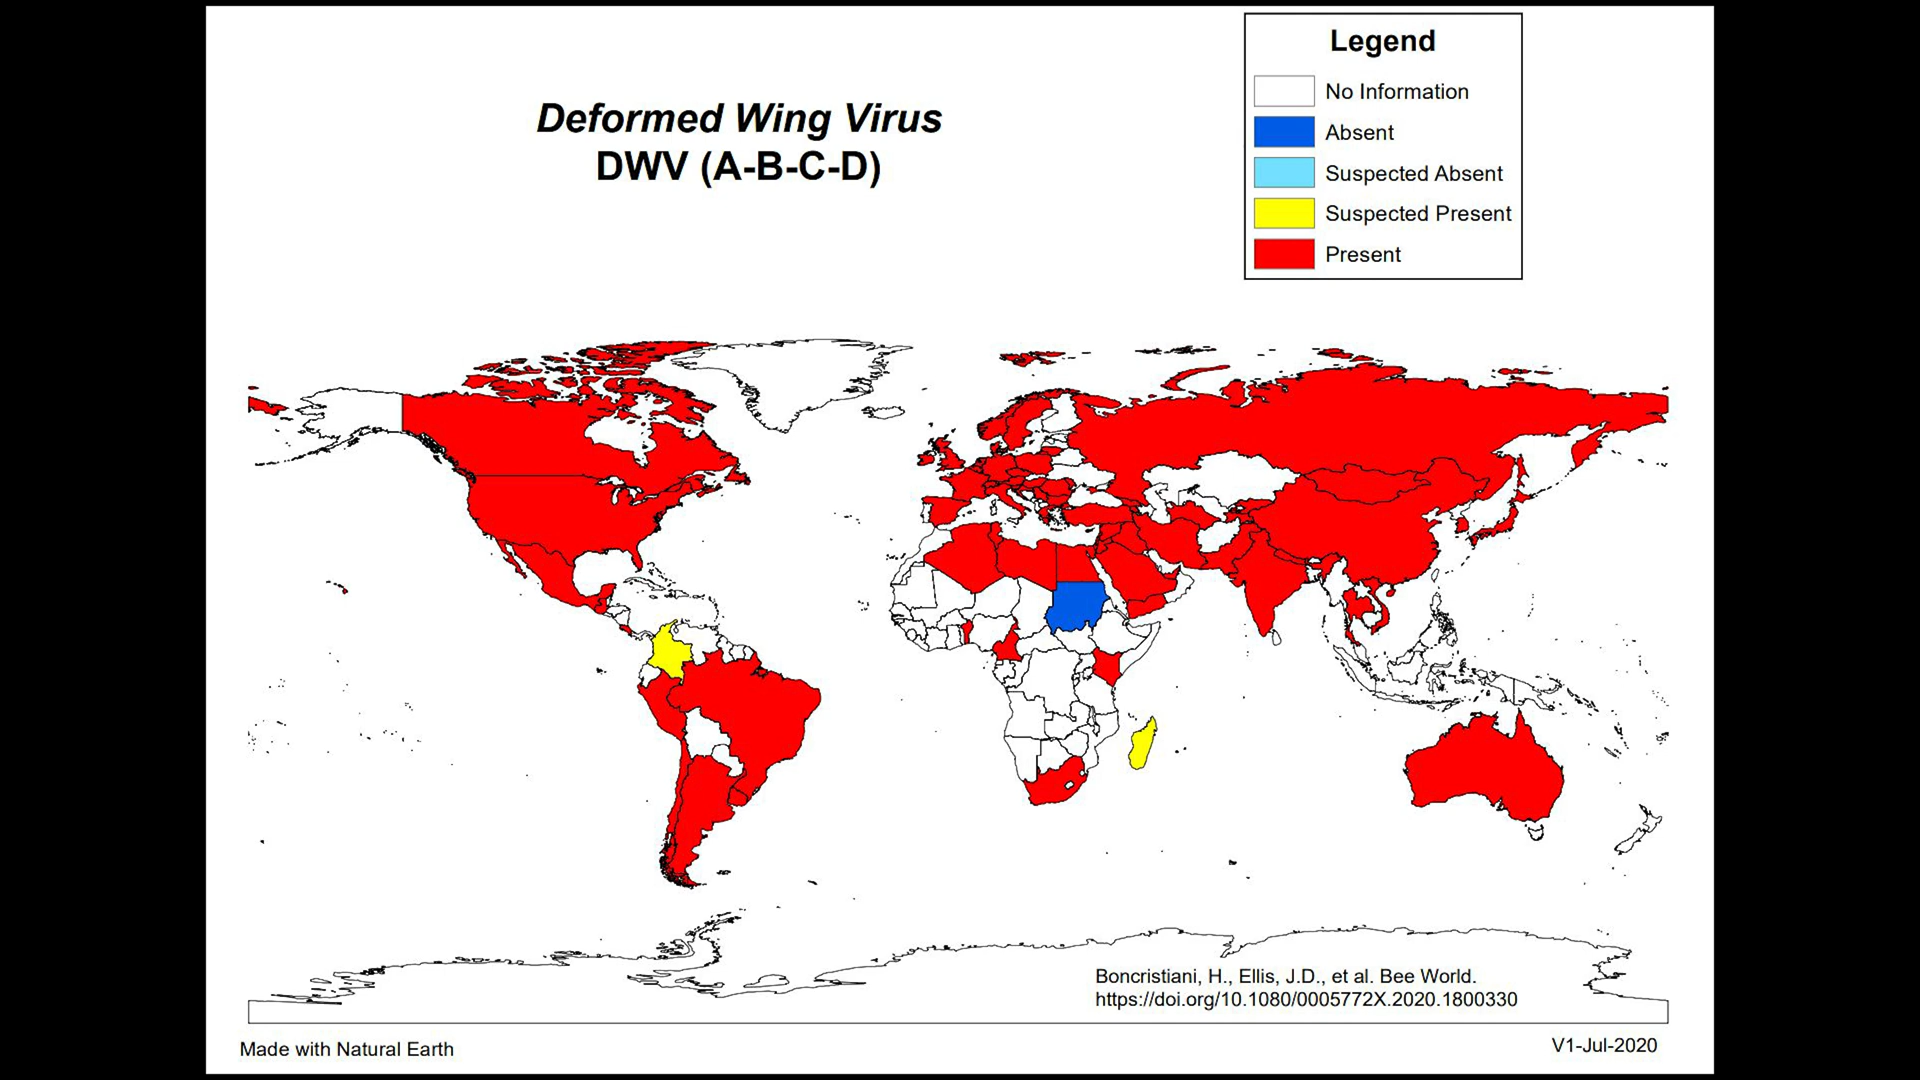 Legend
No Information
Absent
Suspected Absent
Suspected Present
Present
Deformed Wing Virus
DWV (A-B-C-D)
Boncristiani, H., Ellis, J.D., et al. Bee World.
https://doi.org/10.1080/0005772X.2020.1800330
Made with Natural Earth
V1-Jul-2020